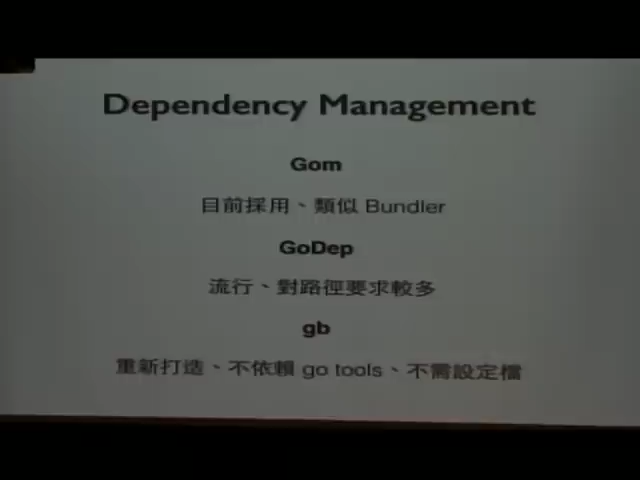 Dependency Management
Gom
目前採用、類似 Bundler
GoDep
流行、對路徑要求較多
gb
重新打造、不依賴 go tools、不需設定檔